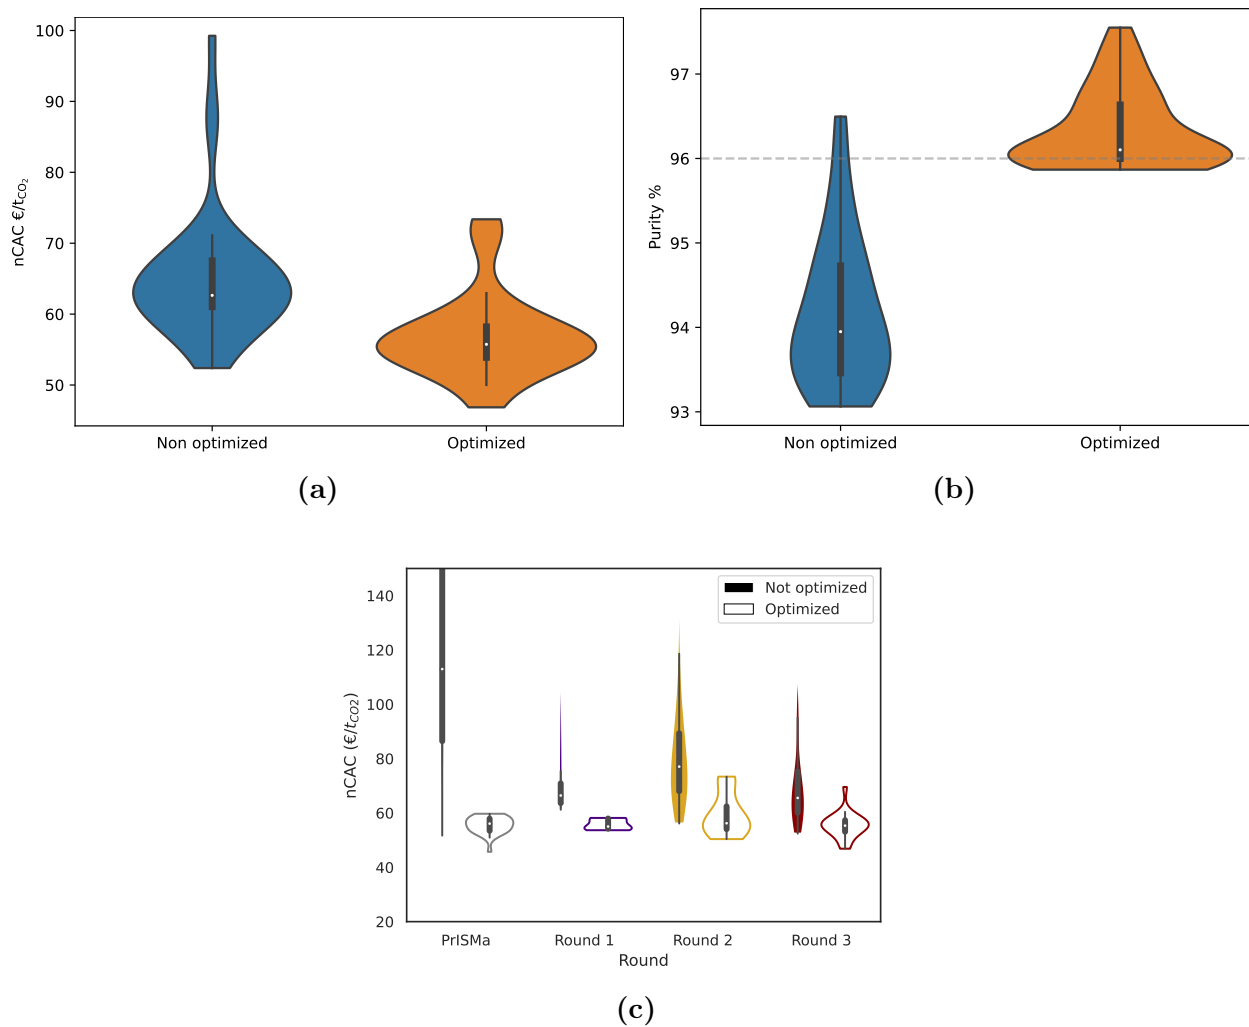 100
90
80
70
60
50
nCAC €/t_CO₂
Non optimized
Optimized
(a)
97
96
95
94
93
Purity %
Non optimized
Optimized
(b)
140
120
100
80
60
40
20
nCAC (€/t_CO2)
Not optimized
Optimized
PrISMa
Round 1
Round 2
Round 3
Round
(c)